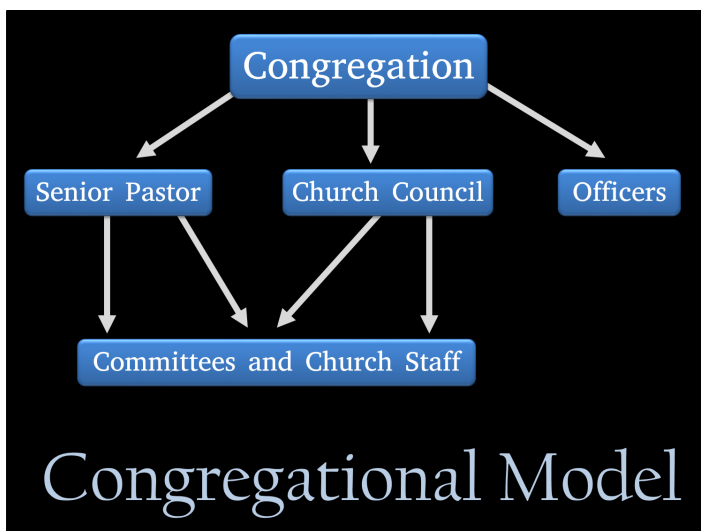 Congregation
Senior Pastor
Church Council
Officers
Committees and Church Staff
Congregational Model